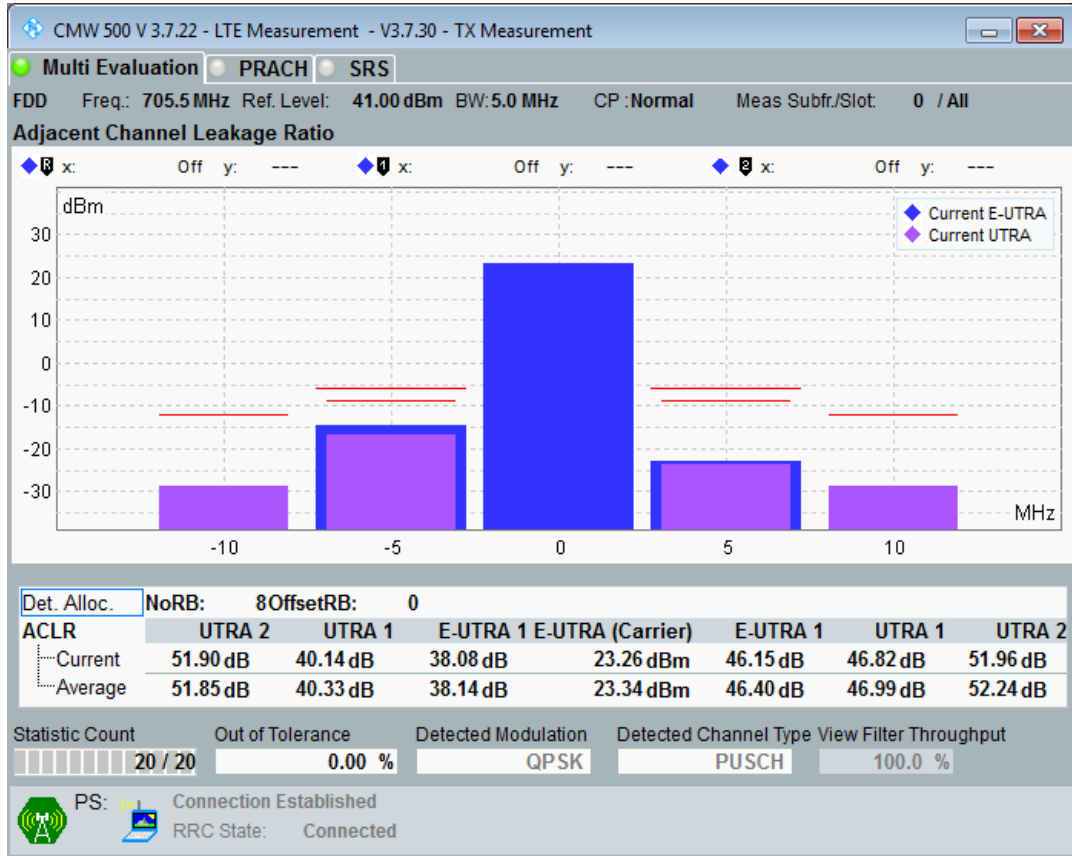 CMW 500 V 3.7.22 - LTE Measurement - V3.7.30 - TX Measurement
Multi Evaluation PRACH SRS
FDD Freq.: 705.5 MHz Ref. Level: 41.00 dBm BW: 5.0 MHz CP : Normal Meas Subfr./Slot: 0 / All
Adjacent Channel Leakage Ratio
R x: Off y: --- 1 x: Off y: --- 2 x: Off y: ---
dBm
Current E-UTRA
Current UTRA
30
20
10
0
-10
-20
-30
MHz
-10 -5 0 5 10
Det. Alloc. NoRB: 8 OffsetRB: 0
ACLR UTRA 2 UTRA 1 E-UTRA 1 E-UTRA (Carrier) E-UTRA 1 UTRA 1 UTRA 2
Current 51.90 dB 40.14 dB 38.08 dB 23.26 dBm 46.15 dB 46.82 dB 51.96 dB
Average 51.85 dB 40.33 dB 38.14 dB 23.34 dBm 46.40 dB 46.99 dB 52.24 dB
Statistic Count Out of Tolerance Detected Modulation Detected Channel Type View Filter Throughput
20 / 20 0.00 % QPSK PUSCH 100.0 %
PS: Connection Established
RRC State: Connected